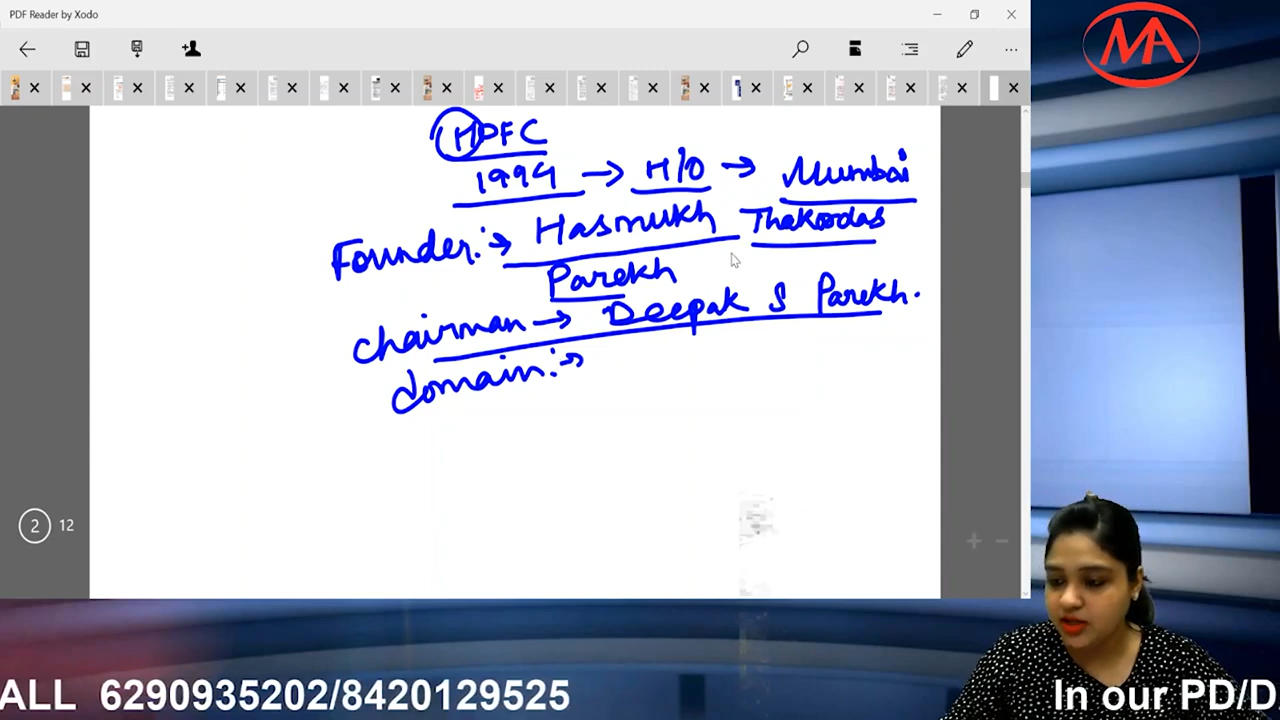 PDF Reader by Xodo
MA
HDFC
1994 → H/O → Mumbai
Founder:→ Hasmukh Thakordas
Parekh
Chairman → Deepak S Parekh.
domain:→
2 12
ALL 6290935202/8420129525
In our PD/D